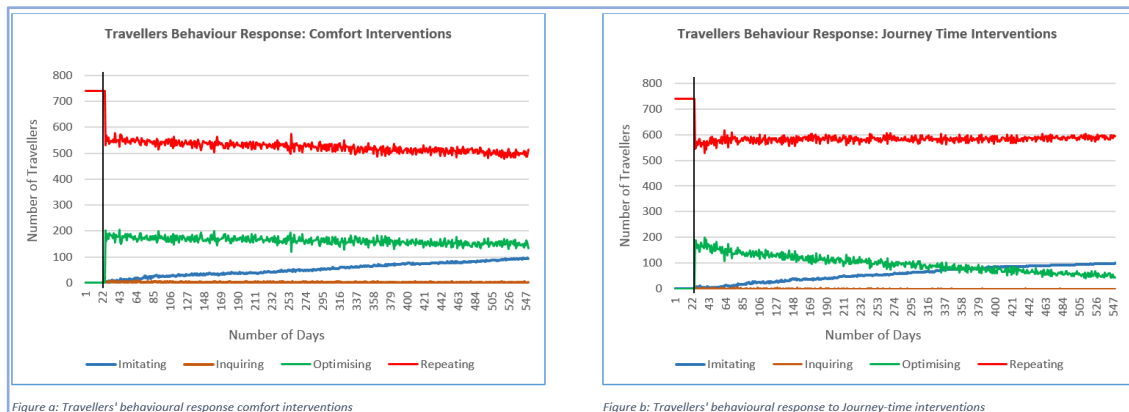 Travellers Behaviour Response: Comfort Interventions
Number of Travellers
800
700
600
500
400
300
200
100
0
1 22 43 64 85 106 127 148 169 190 211 232 253 274 295 316 337 358 379 400 421 442 463 484 505 526 547
Number of Days
Imitating Inquiring Optimising Repeating
Figure a: Travellers' behavioural response comfort interventions
Travellers Behaviour Response: Journey Time Interventions
Number of Travellers
800
700
600
500
400
300
200
100
0
1 22 43 64 85 106 127 148 169 190 211 232 253 274 295 316 337 358 379 400 421 442 463 484 505 526 547
Number of Days
Imitating Inquiring Optimising Repeating
Figure b: Travellers' behavioural response to Journey-time interventions